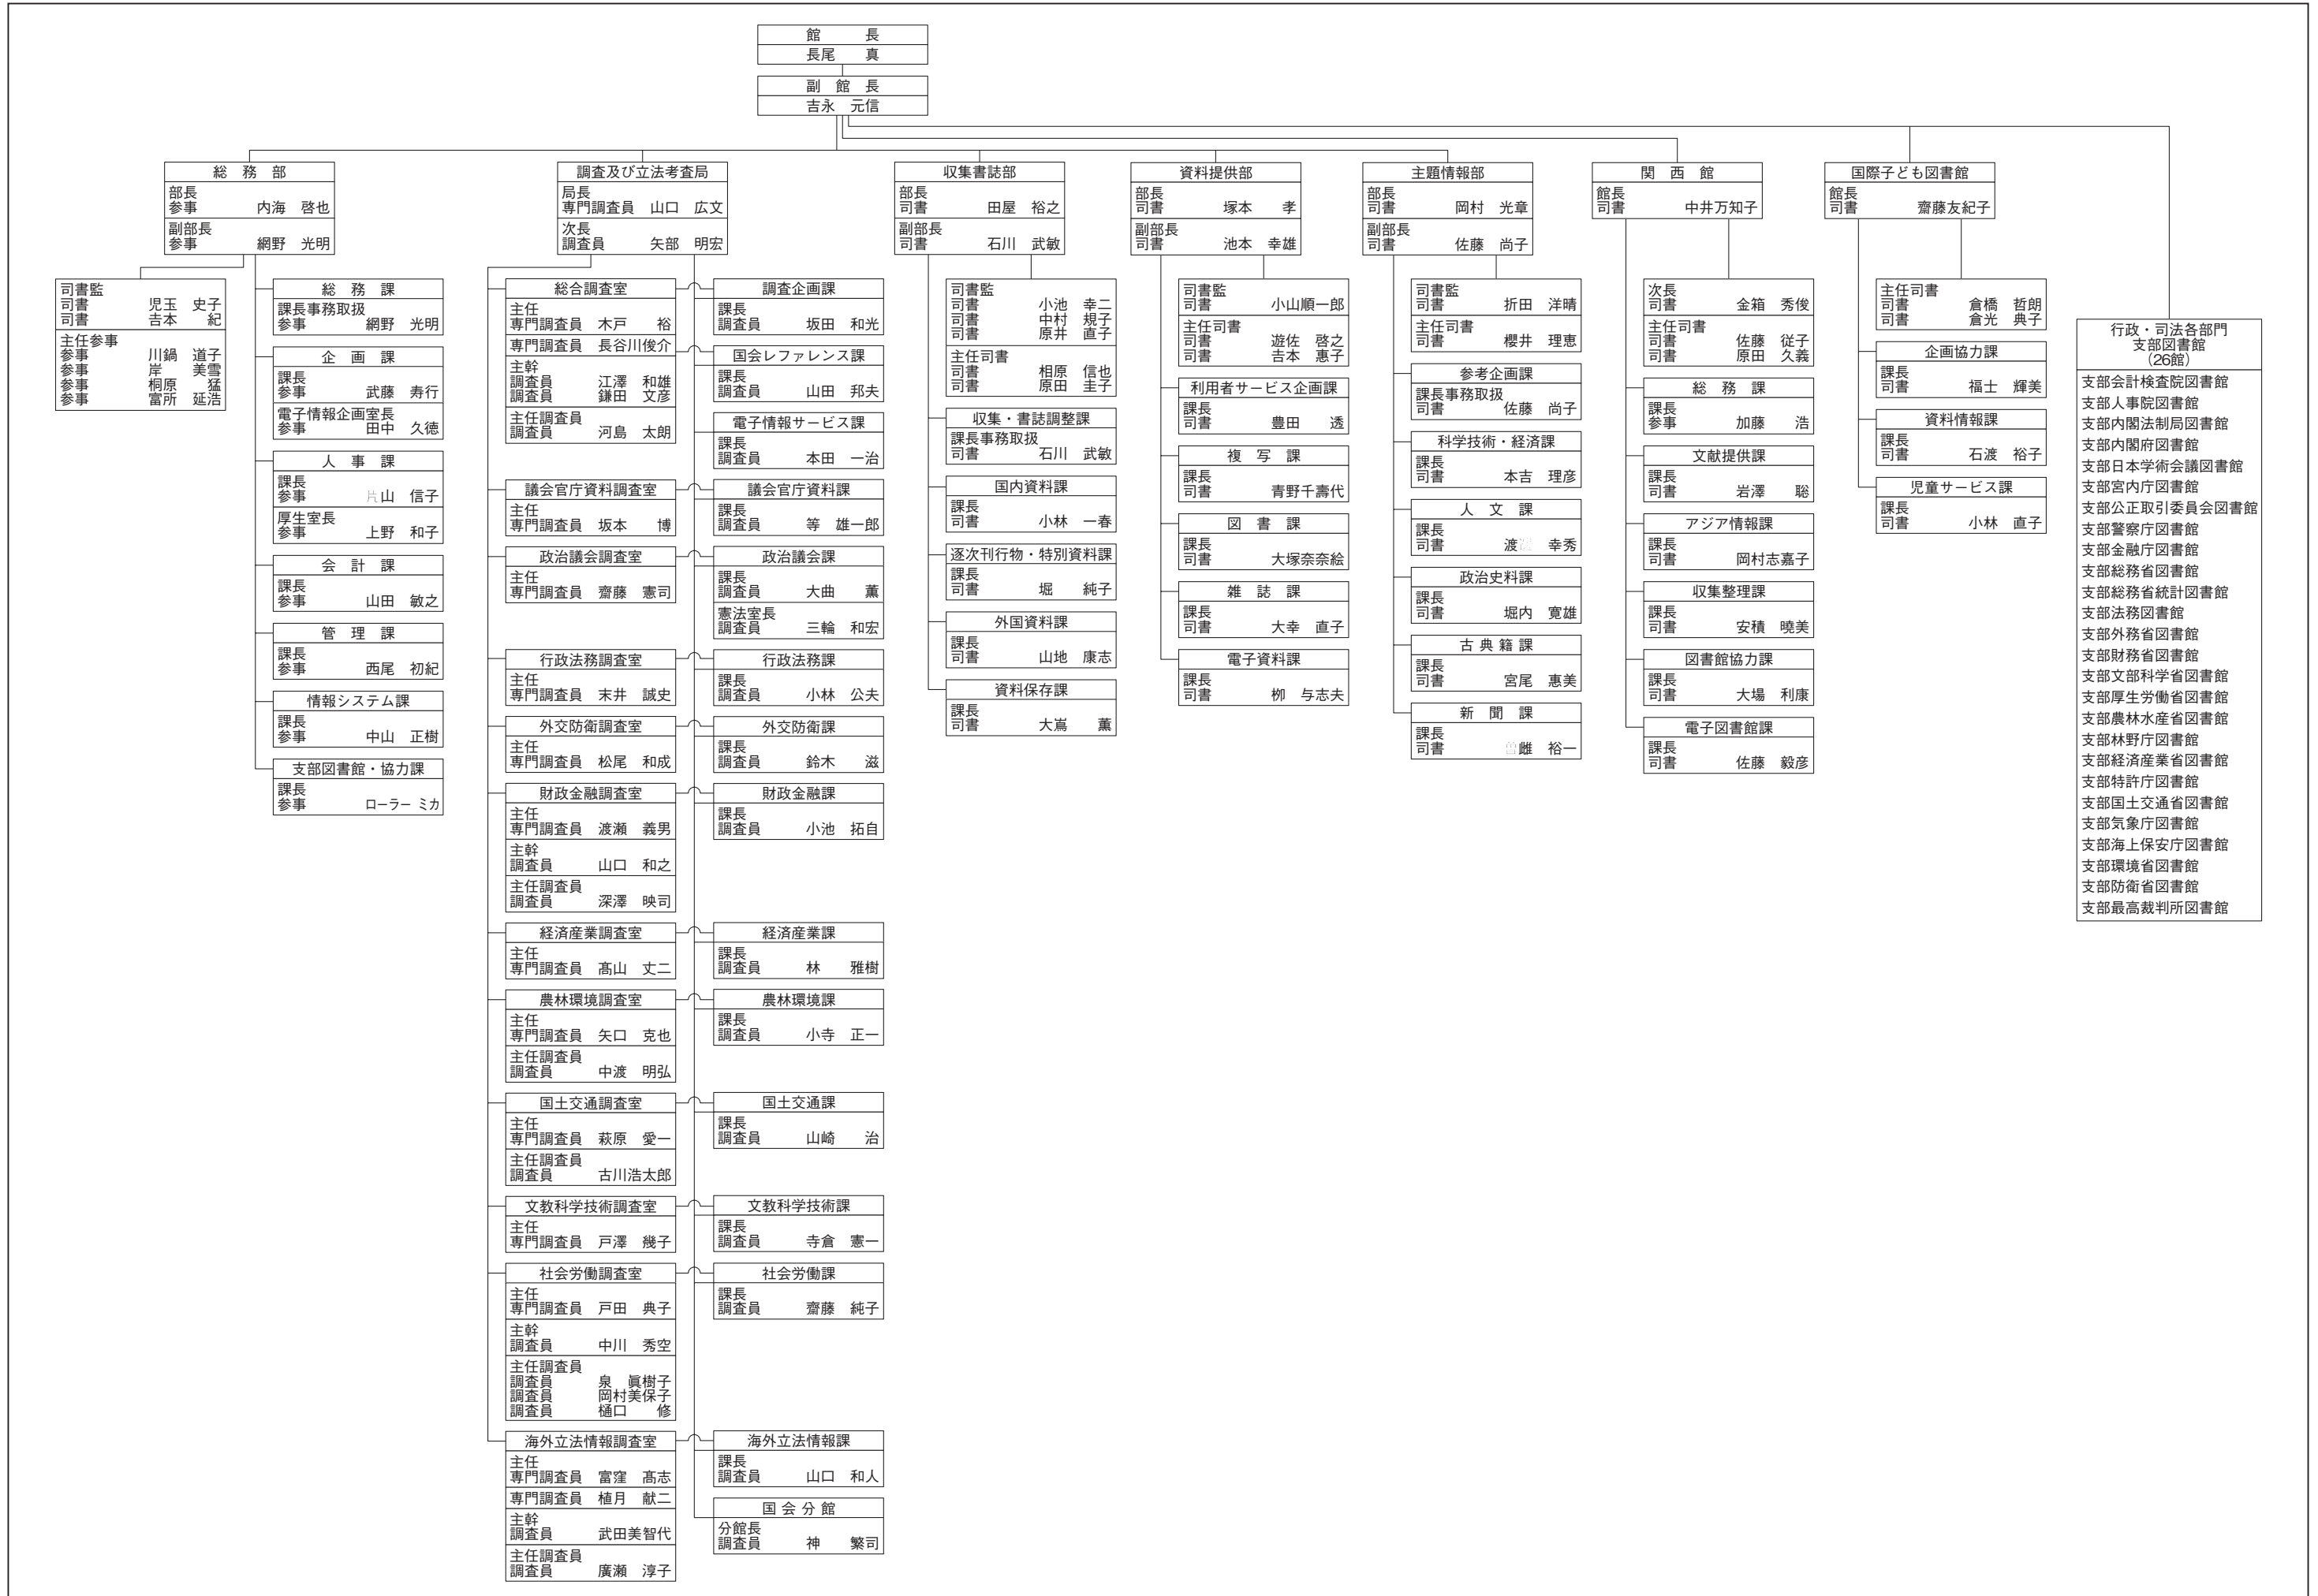 館　長
長尾　真
副　館　長
吉永　元信
総　務　部
部長
参事　内海　啓也
副部長
参事　網野　光明
司書監
司書　児玉　史子
司書　吉本　紀
主任参事
参事　川鍋　道子
参事　岸　美雪
参事　桐原　猛
参事　富所　延浩
総　務　課
課長事務取扱
参事　網野　光明
企　画　課
課長
参事　武藤　寿行
電子情報企画室長
参事　田中　久徳
人　事　課
課長
参事　片山　信子
厚生室長
参事　上野　和子
会　計　課
課長
参事　山田　敏之
管　理　課
課長
参事　西尾　初紀
情報システム課
課長
参事　中山　正樹
支部図書館・協力課
課長
参事　ローラー ミカ
調査及び立法考査局
局長
専門調査員　山口　広文
次長
調査員　矢部　明宏
総合調査室
主任
専門調査員　木戸　裕
専門調査員　長谷川俊介
主幹
調査員　江澤　和雄
調査員　鎌田　文彦
主任調査員
調査員　河島　太朗
議会官庁資料調査室
主任
専門調査員　坂本　博
政治議会調査室
主任
専門調査員　齋藤　憲司
行政法務調査室
主任
専門調査員　末井　誠史
外交防衛調査室
主任
専門調査員　松尾　和成
財政金融調査室
主任
専門調査員　渡瀬　義男
主幹
調査員　山口　和之
主任調査員
調査員　深澤　映司
経済産業調査室
主任
専門調査員　髙山　丈二
農林環境調査室
主任
専門調査員　矢口　克也
主任調査員
調査員　中渡　明弘
国土交通調査室
主任
専門調査員　萩原　愛一
主任調査員
調査員　古川浩太郎
文教科学技術調査室
主任
専門調査員　戸澤　幾子
社会労働調査室
主任
専門調査員　戸田　典子
主幹
調査員　中川　秀空
主任調査員
調査員　泉　眞樹子
調査員　岡村美保子
調査員　樋口　修
海外立法情報調査室
主任
専門調査員　富窪　髙志
専門調査員　植月　献二
主幹
調査員　武田美智代
主任調査員
調査員　廣瀬　淳子
調査企画課
課長
調査員　坂田　和光
国会レファレンス課
課長
調査員　山田　邦夫
電子情報サービス課
課長
調査員　本田　一治
議会官庁資料課
課長
調査員　等　雄一郎
政治議会課
課長
調査員　大曲　薫
憲法室長
調査員　三輪　和宏
行政法務課
課長
調査員　小林　公夫
外交防衛課
課長
調査員　鈴木　滋
財政金融課
課長
調査員　小池　拓自
経済産業課
課長
調査員　林　雅樹
農林環境課
課長
調査員　小寺　正一
国土交通課
課長
調査員　山崎　治
文教科学技術課
課長
調査員　寺倉　憲一
社会労働課
課長
調査員　齋藤　純子
海外立法情報課
課長
調査員　山口　和人
国 会 分 館
分館長
調査員　神　繁司
収集書誌部
部長
司書　田屋　裕之
副部長
司書　石川　武敏
司書監
司書　小池　幸二
司書　中村　規子
司書　原井　直子
主任司書
司書　相原　信也
司書　原田　圭子
収集・書誌調整課
課長事務取扱
司書　石川　武敏
国内資料課
課長
司書　小林　一春
逐次刊行物・特別資料課
課長
司書　堀　純子
外国資料課
課長
司書　山地　康志
資料保存課
課長
司書　大嶌　薫
資料提供部
部長
司書　塚本　孝
副部長
司書　池本　幸雄
司書監
司書　小山順一郎
主任司書
司書　遊佐　啓之
司書　吉本　惠子
利用者サービス企画課
課長
司書　豊田　透
複　写　課
課長
司書　青野千壽代
図　書　課
課長
司書　大塚奈奈絵
雑　誌　課
課長
司書　大幸　直子
電子資料課
課長
司書　栁　与志夫
主題情報部
部長
司書　岡村　光章
副部長
司書　佐藤　尚子
司書監
司書　折田　洋晴
主任司書
司書　櫻井　理恵
参考企画課
課長事務取扱
司書　佐藤　尚子
科学技術・経済課
課長
司書　本吉　理彦
人　文　課
課長
司書　渡　幸秀
政治史料課
課長
司書　堀内　寛雄
古 典 籍 課
課長
司書　宮尾　惠美
新　聞　課
課長
司書　雌　裕一
関　西　館
館長
司書　中井万知子
次長
司書　金箱　秀俊
主任司書
司書　佐藤　従子
司書　原田　久義
総　務　課
課長
参事　加藤　浩
文献提供課
課長
司書　岩澤　聡
アジア情報課
課長
司書　岡村志嘉子
収集整理課
課長
司書　安積　曉美
図書館協力課
課長
司書　大場　利康
電子図書館課
課長
司書　佐藤　毅彦
国際子ども図書館
館長
司書　齋藤友紀子
主任司書
司書　倉橋　哲朗
司書　倉光　典子
企画協力課
課長
司書　福士　輝美
資料情報課
課長
司書　石渡　裕子
児童サービス課
課長
司書　小林　直子
行政・司法各部門
支部図書館
（26館）
支部会計検査院図書館
支部人事院図書館
支部内閣法制局図書館
支部内閣府図書館
支部日本学術会議図書館
支部宮内庁図書館
支部公正取引委員会図書館
支部警察庁図書館
支部金融庁図書館
支部総務省図書館
支部総務省統計図書館
支部法務図書館
支部外務省図書館
支部財務省図書館
支部文部科学省図書館
支部厚生労働省図書館
支部農林水産省図書館
支部林野庁図書館
支部経済産業省図書館
支部特許庁図書館
支部国土交通省図書館
支部気象庁図書館
支部海上保安庁図書館
支部環境省図書館
支部防衛省図書館
支部最高裁判所図書館